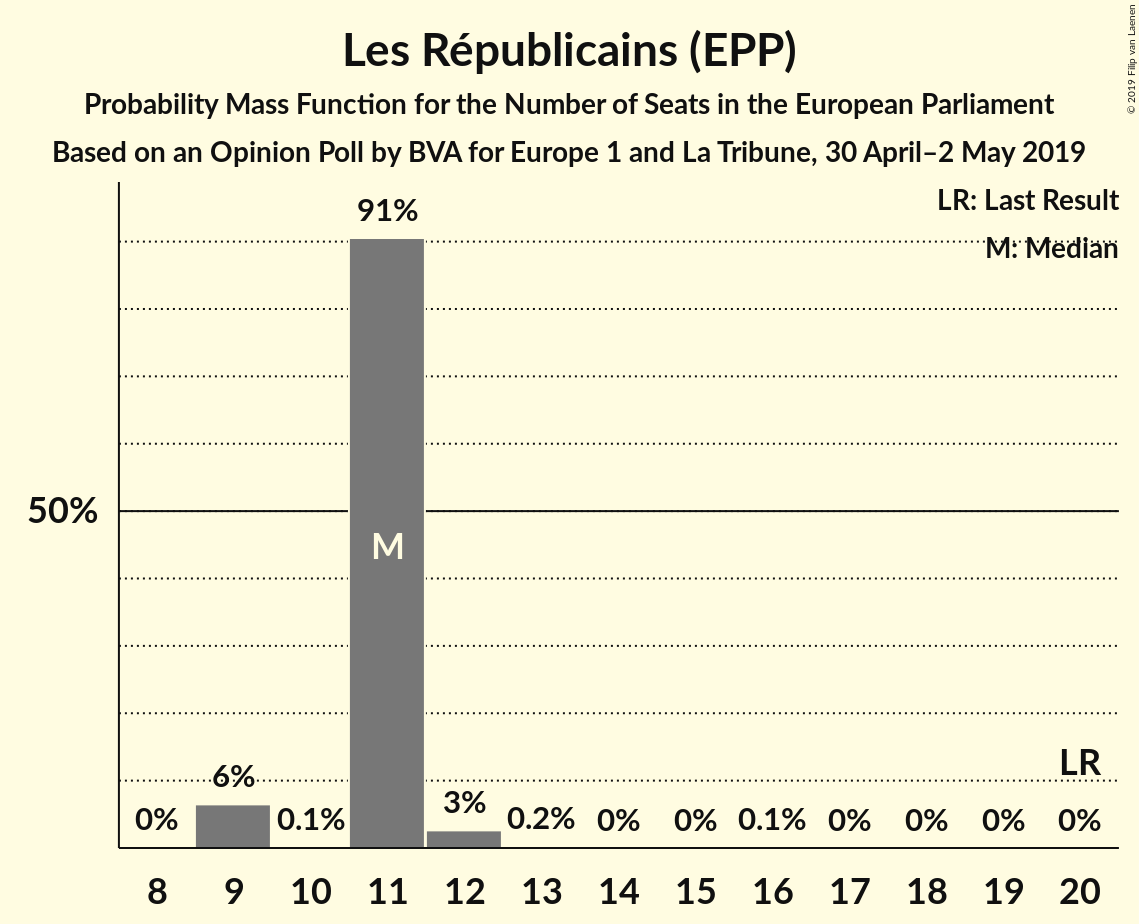 Les Républicains (EPP)
Probability Mass Function for the Number of Seats in the European Parliament
Based on an Opinion Poll by BVA for Europe 1 and La Tribune, 30 April–2 May 2019
© 2019 Filip van Laenen
LR: Last Result
M: Median
91%
50%
M
LR
6%
3%
0%
0.1%
0.2%
0%
0%
0.1%
0%
0%
0%
0%
8 9 10 11 12 13 14 15 16 17 18 19 20